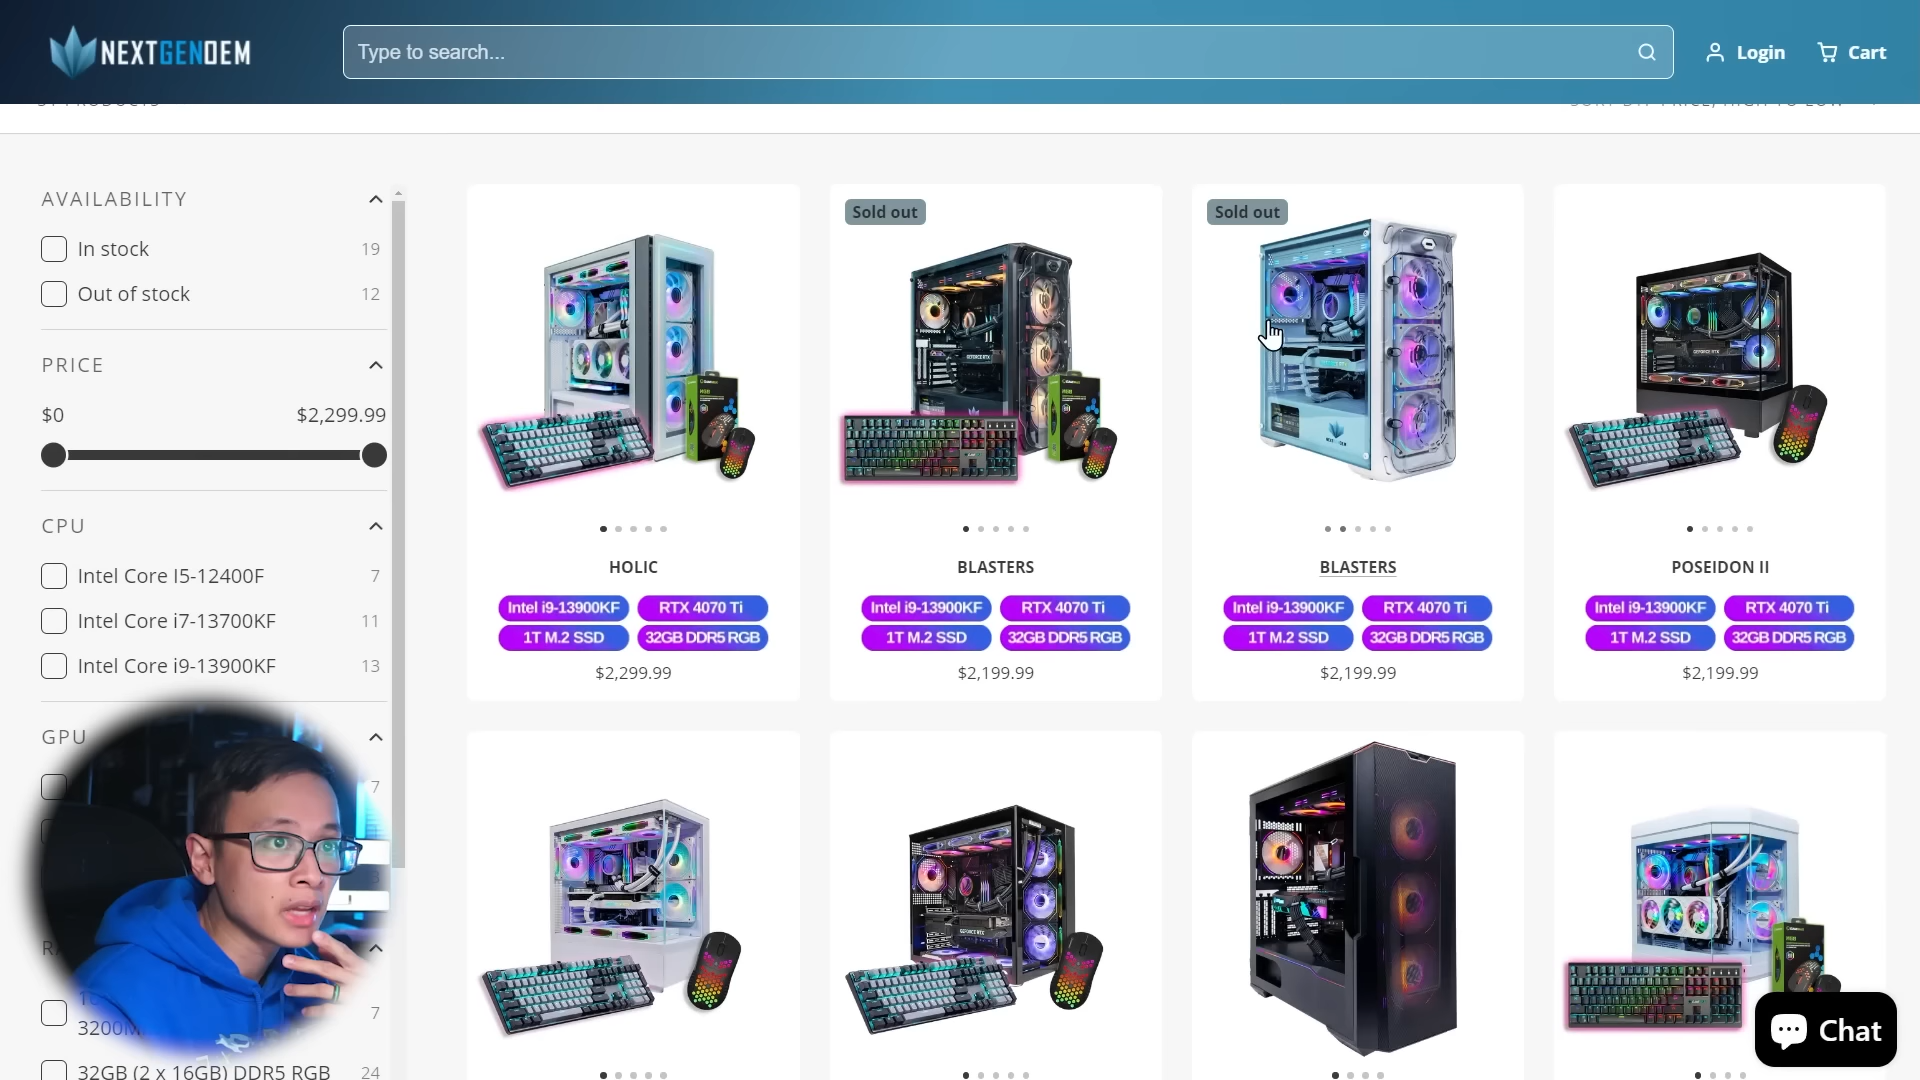 NEXTGENOEM
Type to search...
Login
Cart
AVAILABILITY
In stock 19
Out of stock 12
PRICE
$0 $2,299.99
CPU
Intel Core I5-12400F 7
Intel Core i7-13700KF 11
Intel Core i9-13900KF 13
GPU
7
3
7
32GB (2 x 16GB) DDR5 RGB 24
HOLIC
Intel i9-13900KF RTX 4070 Ti
1T M.2 SSD 32GB DDR5 RGB
$2,299.99
Sold out
BLASTERS
Intel i9-13900KF RTX 4070 Ti
1T M.2 SSD 32GB DDR5 RGB
$2,199.99
Sold out
BLASTERS
Intel i9-13900KF RTX 4070 Ti
1T M.2 SSD 32GB DDR5 RGB
$2,199.99
POSEIDON II
Intel i9-13900KF RTX 4070 Ti
1T M.2 SSD 32GB DDR5 RGB
$2,199.99
Chat